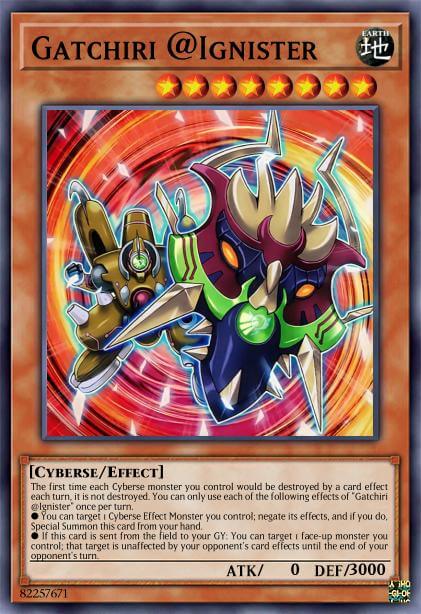 Gatchiri @Ignister
EARTH
地
[Cyberse/Effect]
The first time each Cyberse monster you control would be destroyed by a card effect
each turn, it is not destroyed. You can only use each of the following effects of "Gatchiri
@Ignister" once per turn.
● You can target 1 Cyberse Effect Monster you control; negate its effects, and if you do,
Special Summon this card from your hand.
● If this card is sent from the field to your GY: You can target 1 face-up monster you
control; that target is unaffected by your opponent's card effects until the end of your
opponent's turn.
ATK/ 0 DEF/3000
82257671